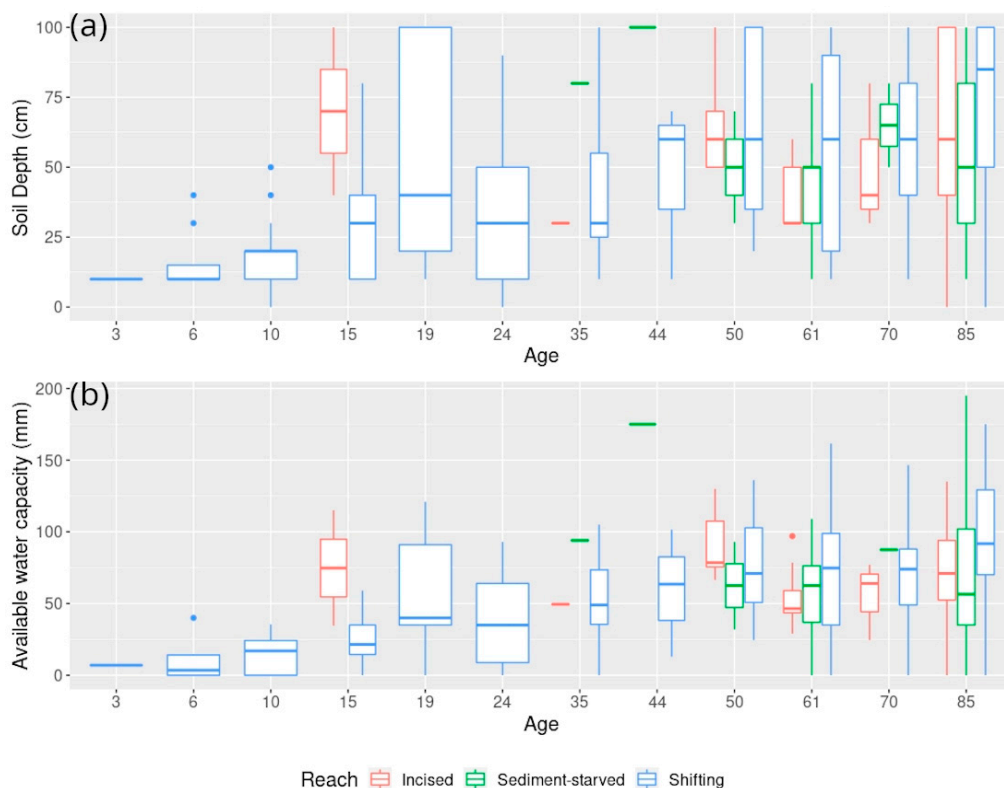 (a)
Soil Depth (cm)
100
75
50
25
0
3 6 10 15 19 24 35 44 50 61 70 85
Age
(b)
Available water capacity (mm)
200
150
100
50
0
3 6 10 15 19 24 35 44 50 61 70 85
Age
Reach Incised Sediment-starved Shifting